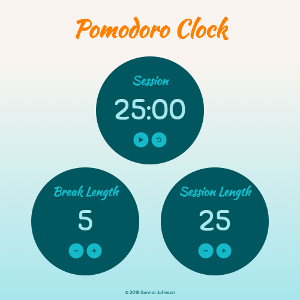 Pomodoro Clock
Session
25:00
Break Length
5
Session Length
25
© 2018 Gunnar Johnson